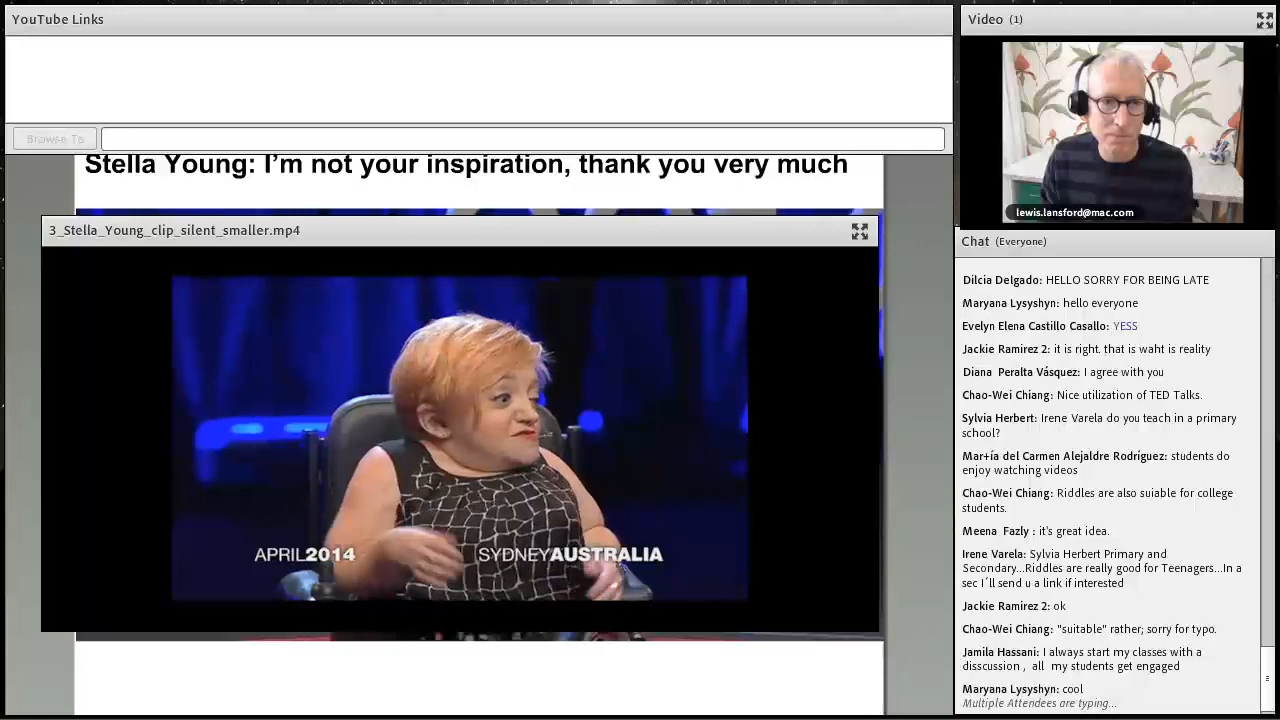 YouTube Links
Browse To
Stella Young: I'm not your inspiration, thank you very much
3_Stella_Young_clip_silent_smaller.mp4
APRIL2014 SYDNEYAUSTRALIA
Video (1)
lewis.lansford@mac.com
Chat (Everyone)
Dilcia Delgado: HELLO SORRY FOR BEING LATE
Maryana Lysyshyn: hello everyone
Evelyn Elena Castillo Casallo: YESS
Jackie Ramirez 2: it is right. that is waht is reality
Diana Peralta Vásquez: I agree with you
Chao-Wei Chiang: Nice utilization of TED Talks.
Sylvia Herbert: Irene Varela do you teach in a primary
school?
Mar+ía del Carmen Alejaldre Rodríguez: students do
enjoy watching videos
Chao-Wei Chiang: Riddles are also suiable for college
students.
Meena Fazly : it's great idea.
Irene Varela: Sylvia Herbert Primary and
Secondary...Riddles are really good for Teenagers...In a
sec I´ll send u a link if interested
Jackie Ramirez 2: ok
Chao-Wei Chiang: "suitable" rather; sorry for typo.
Jamila Hassani: I always start my classes with a
disscussion , all my students get engaged
Maryana Lysyshyn: cool
Multiple Attendees are typing...